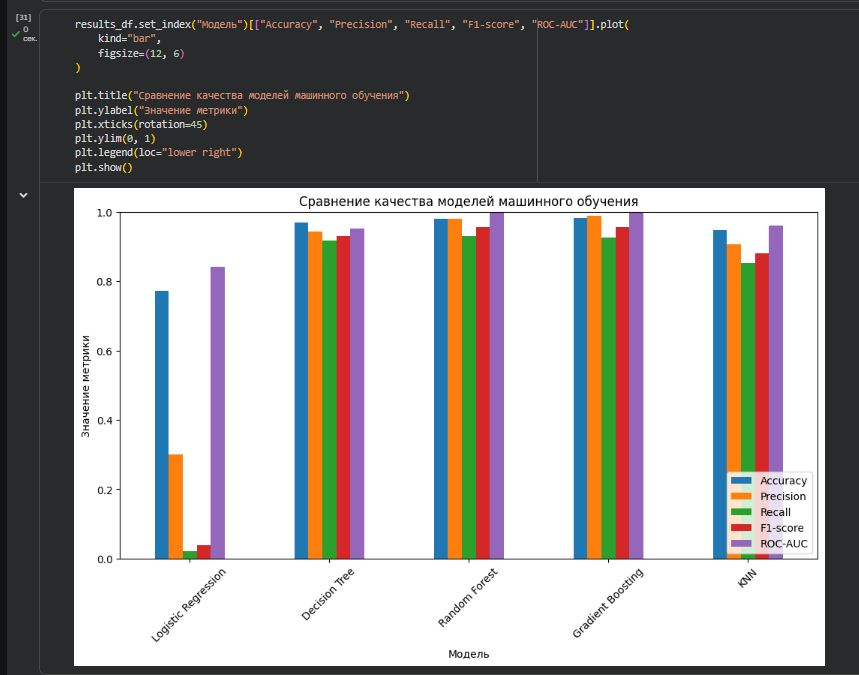 [31]
0
сек.
results_df.set_index("Модель")[["Accuracy", "Precision", "Recall", "F1-score", "ROC-AUC"]].plot(
kind="bar",
figsize=(12, 6)
)
plt.title("Сравнение качества моделей машинного обучения")
plt.ylabel("Значение метрики")
plt.xticks(rotation=45)
plt.ylim(0, 1)
plt.legend(loc="lower right")
plt.show()
Сравнение качества моделей машинного обучения
1.0
0.8
0.6
0.4
0.2
0.0
Значение метрики
Accuracy
Precision
Recall
F1-score
ROC-AUC
Logistic Regression
Decision Tree
Random Forest
Gradient Boosting
KNN
Модель